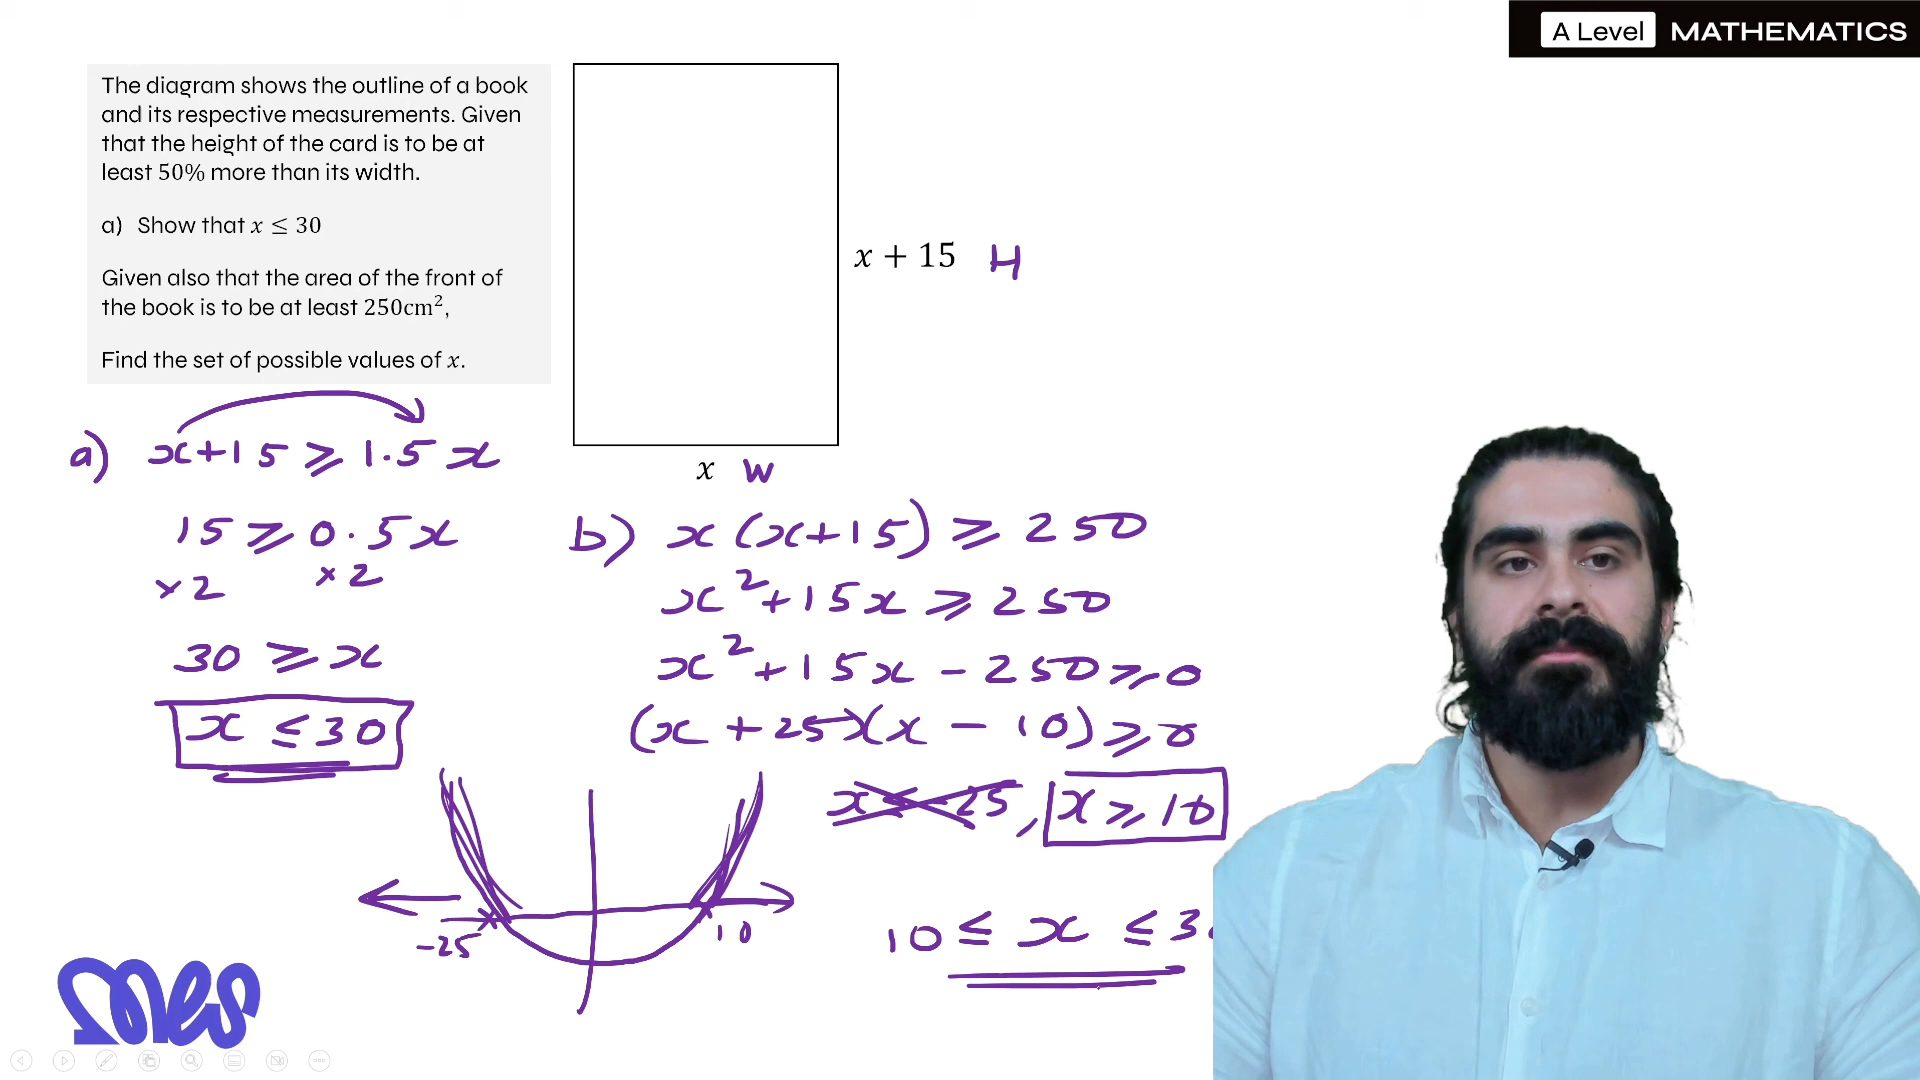 A Level MATHEMATICS
The diagram shows the outline of a book
and its respective measurements. Given
that the height of the card is to be at
least 50% more than its width.
a) Show that x ≤ 30
Given also that the area of the front of
the book is to be at least 250cm²,
Find the set of possible values of x.
x + 15 H
x W
a) x+15 ⩾ 1.5x
15 ⩾ 0.5x
×2 ×2
30 ⩾ x
x ≤ 30
b) x(x+15) ⩾ 250
x²+15x ⩾ 250
x²+15x - 250 ⩾ 0
(x + 25)(x - 10) ⩾ 0
x ≤ -25, x ⩾ 10
-25 10
10 ≤ x ≤ 3
mes